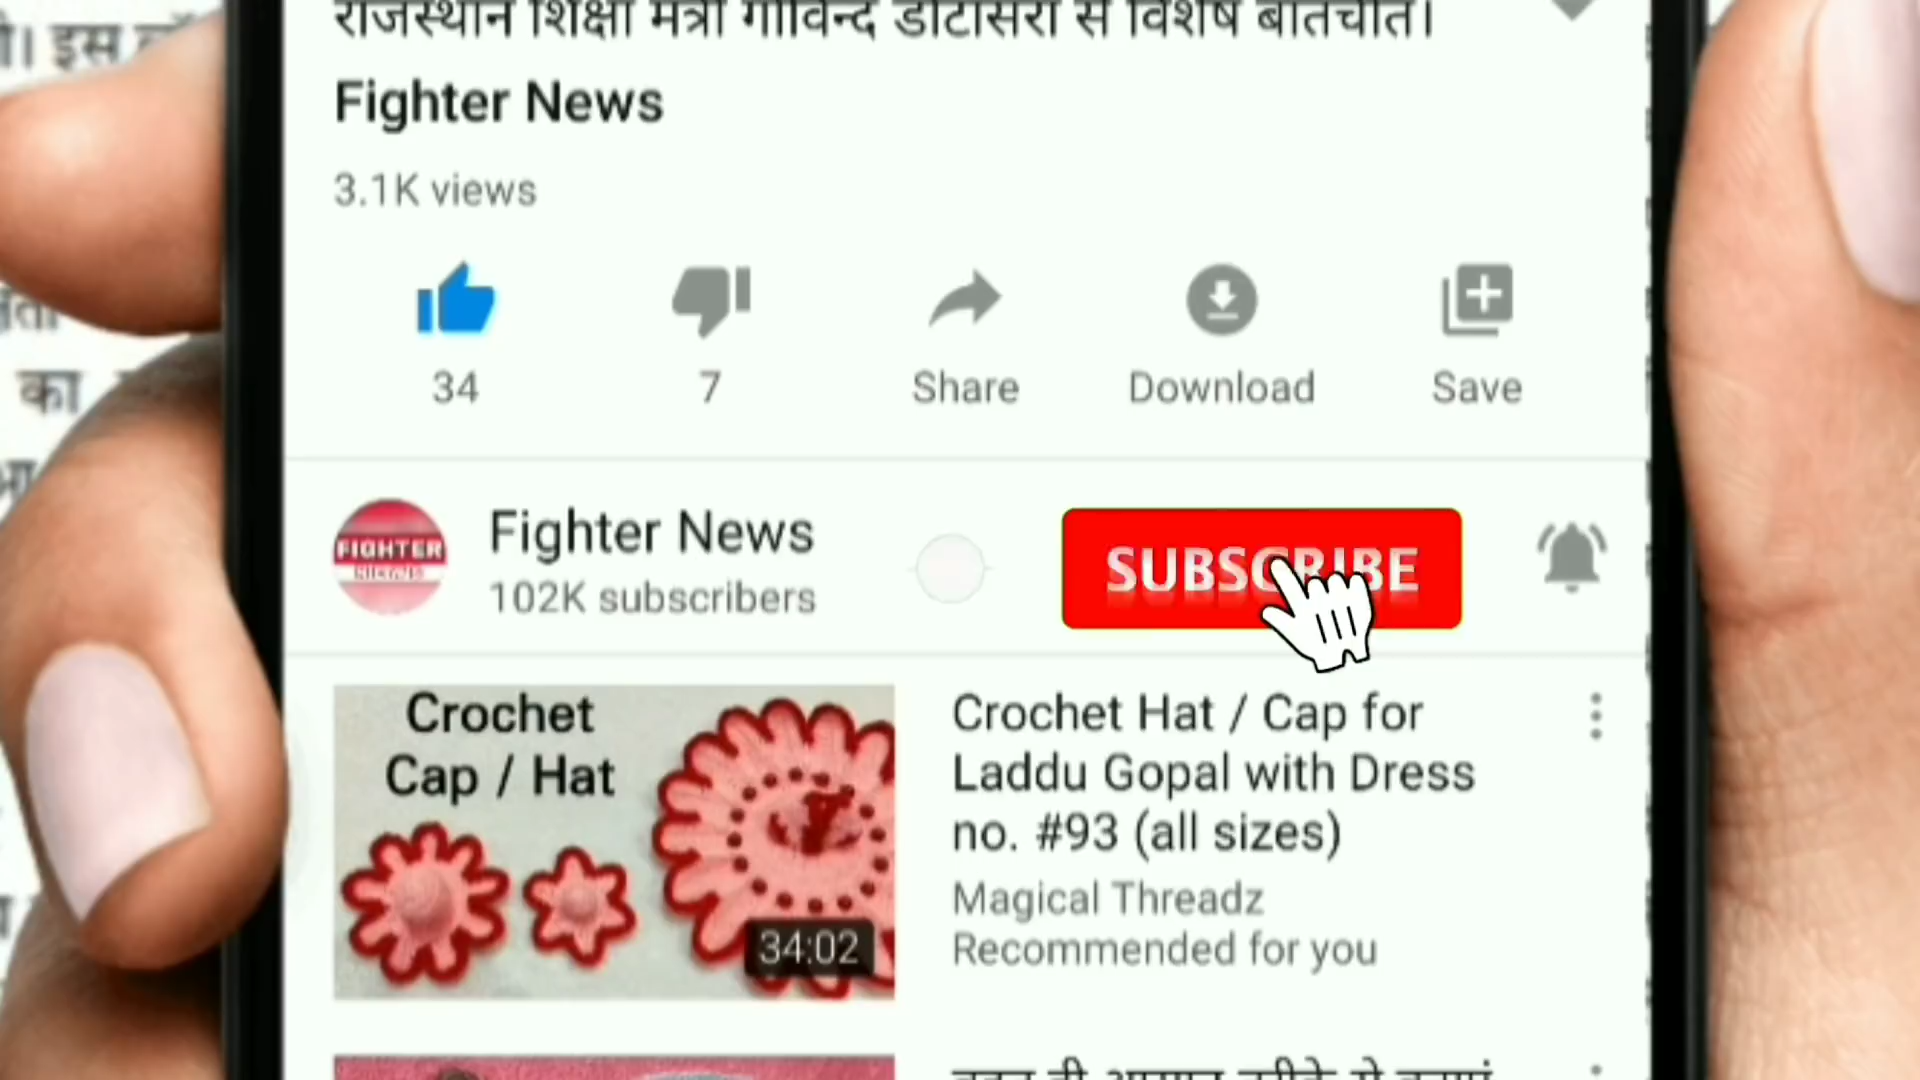 राजस्थान शिक्षा मंत्री गोविन्द डोटासरा से विशेष बातचीत।
Fighter News
3.1K views
34
7
Share
Download
Save
FIGHTER
Fighter News
102K subscribers
SUBSCRIBE
Crochet
Cap / Hat
34:02
Crochet Hat / Cap for
Laddu Gopal with Dress
no. #93 (all sizes)
Magical Threadz
Recommended for you
का
। इस